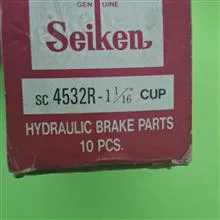 GENUINE
Seiken
SC 4532R-1 1/16" CUP
HYDRAULIC BRAKE PARTS
10 PCS.